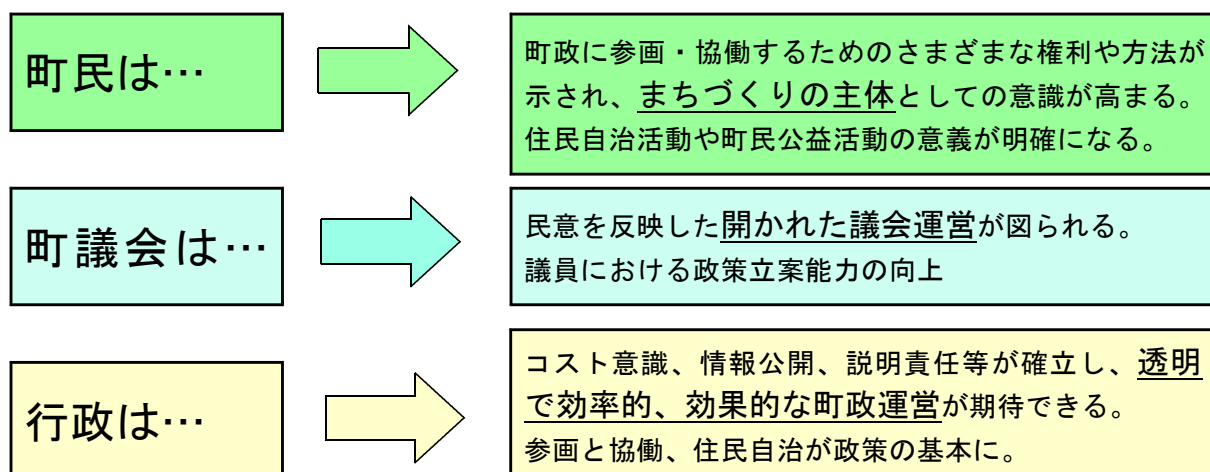 町民は…
町政に参画・協働するためのさまざまな権利や方法が
示され、まちづくりの主体としての意識が高まる。
住民自治活動や町民公益活動の意義が明確になる。
町議会は…
民意を反映した開かれた議会運営が図られる。
議員における政策立案能力の向上
行政は…
コスト意識、情報公開、説明責任等が確立し、透明
で効率的、効果的な町政運営が期待できる。
参画と協働、住民自治が政策の基本に。